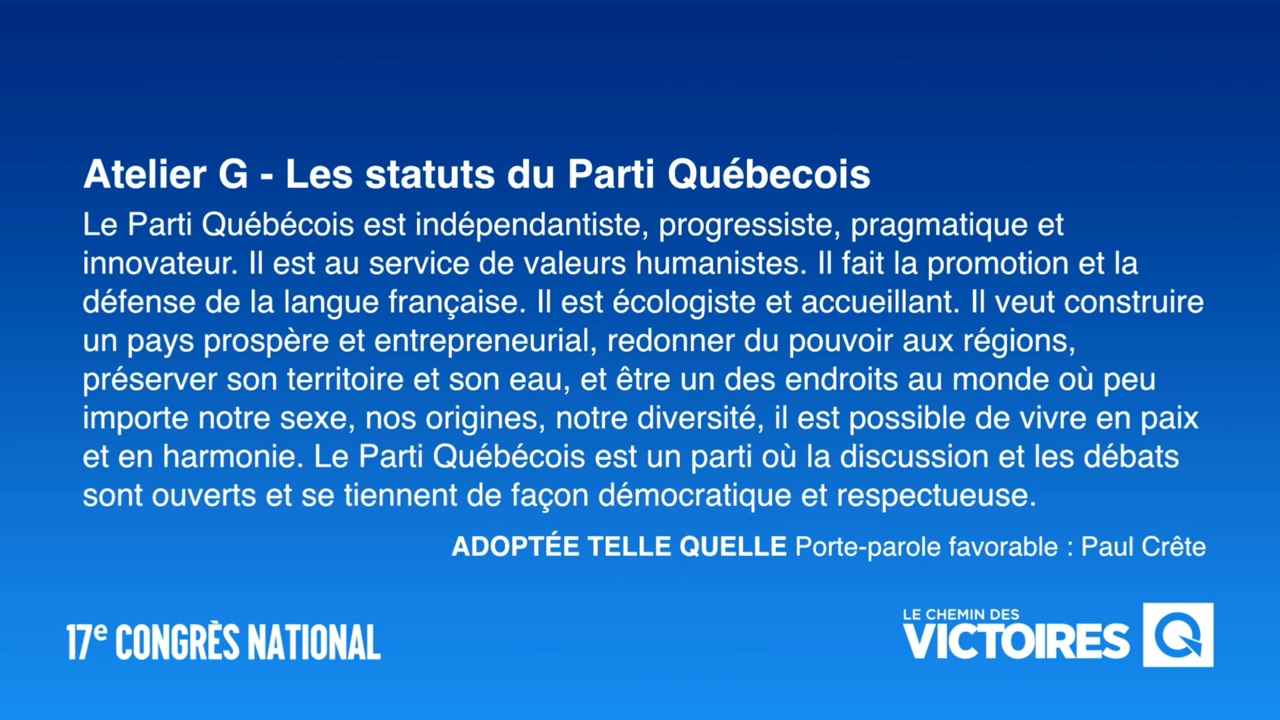 Atelier G - Les statuts du Parti Québecois
Le Parti Québécois est indépendantiste, progressiste, pragmatique et
innovateur. Il est au service de valeurs humanistes. Il fait la promotion et la
défense de la langue française. Il est écologiste et accueillant. Il veut construire
un pays prospère et entrepreneurial, redonner du pouvoir aux régions,
préserver son territoire et son eau, et être un des endroits au monde où peu
importe notre sexe, nos origines, notre diversité, il est possible de vivre en paix
et en harmonie. Le Parti Québécois est un parti où la discussion et les débats
sont ouverts et se tiennent de façon démocratique et respectueuse.
ADOPTÉE TELLE QUELLE Porte-parole favorable : Paul Crête
17e CONGRÈS NATIONAL
LE CHEMIN DES
VICTOIRES